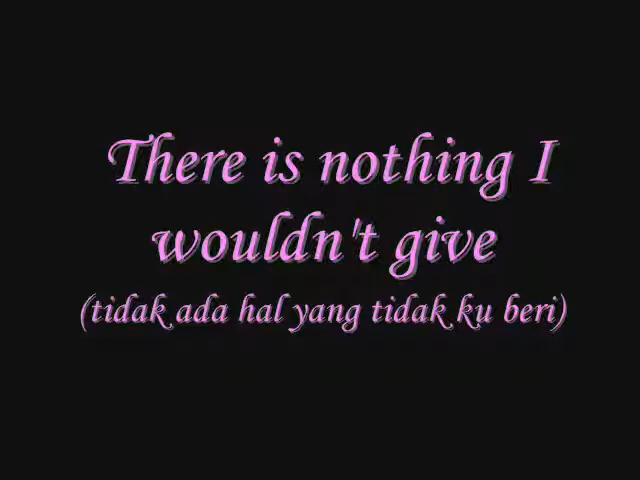 There is nothing I
wouldn't give
(tidak ada hal yang tidak ku beri)